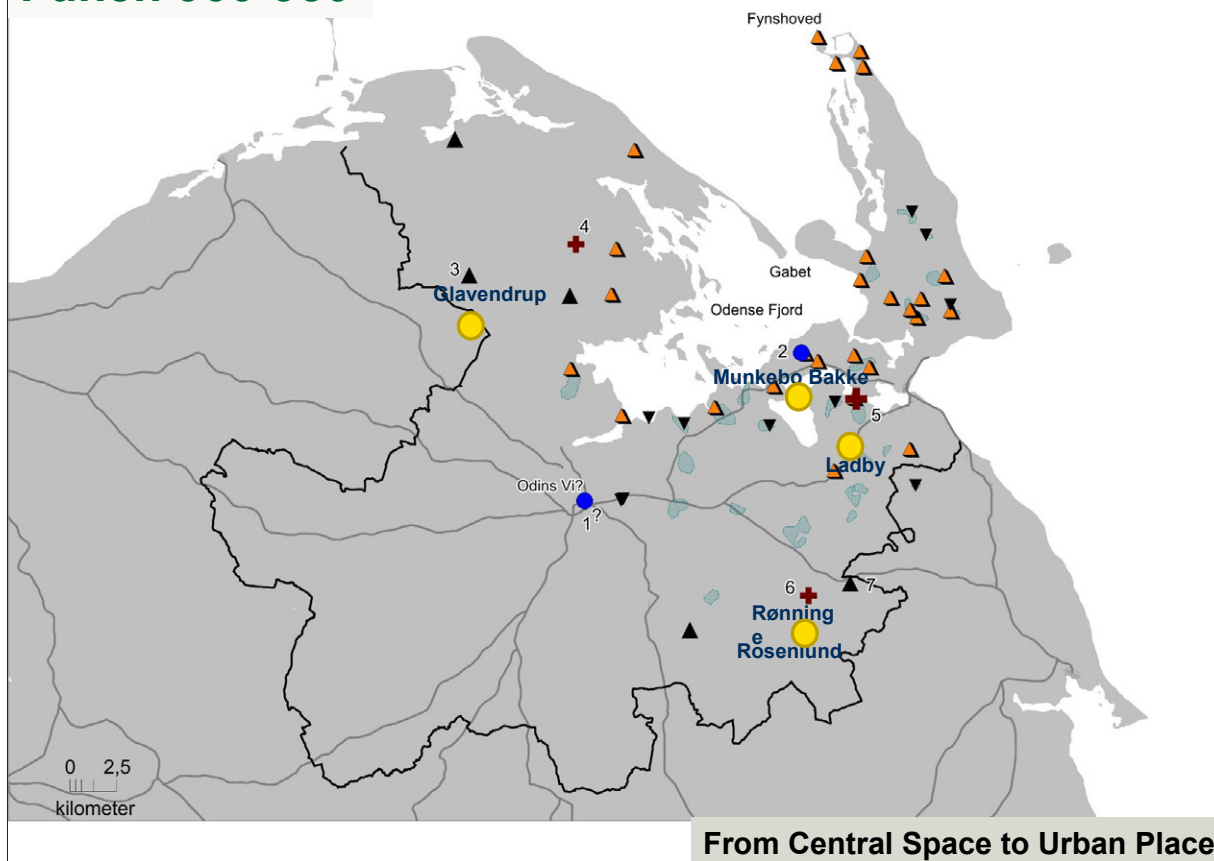 Fynshoved
4
3
Glavendrup
Gabet
Odense Fjord
2
Munkebo Bakke
5
Ladby
Odins Vi?
1 ?
6
7
Rønning
e
Rosenlund
0 2,5
kilometer
From Central Space to Urban Place